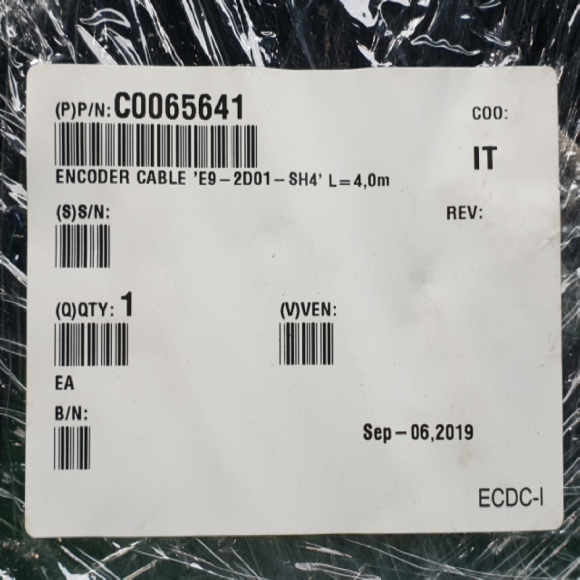 (P)P/N: C0065641
COO:
IT
ENCODER CABLE 'E9-2D01-SH4' L=4,0m
(S)S/N:
REV:
(Q)QTY: 1
(V)VEN:
EA
B/N:
Sep-06,2019
ECDC-I